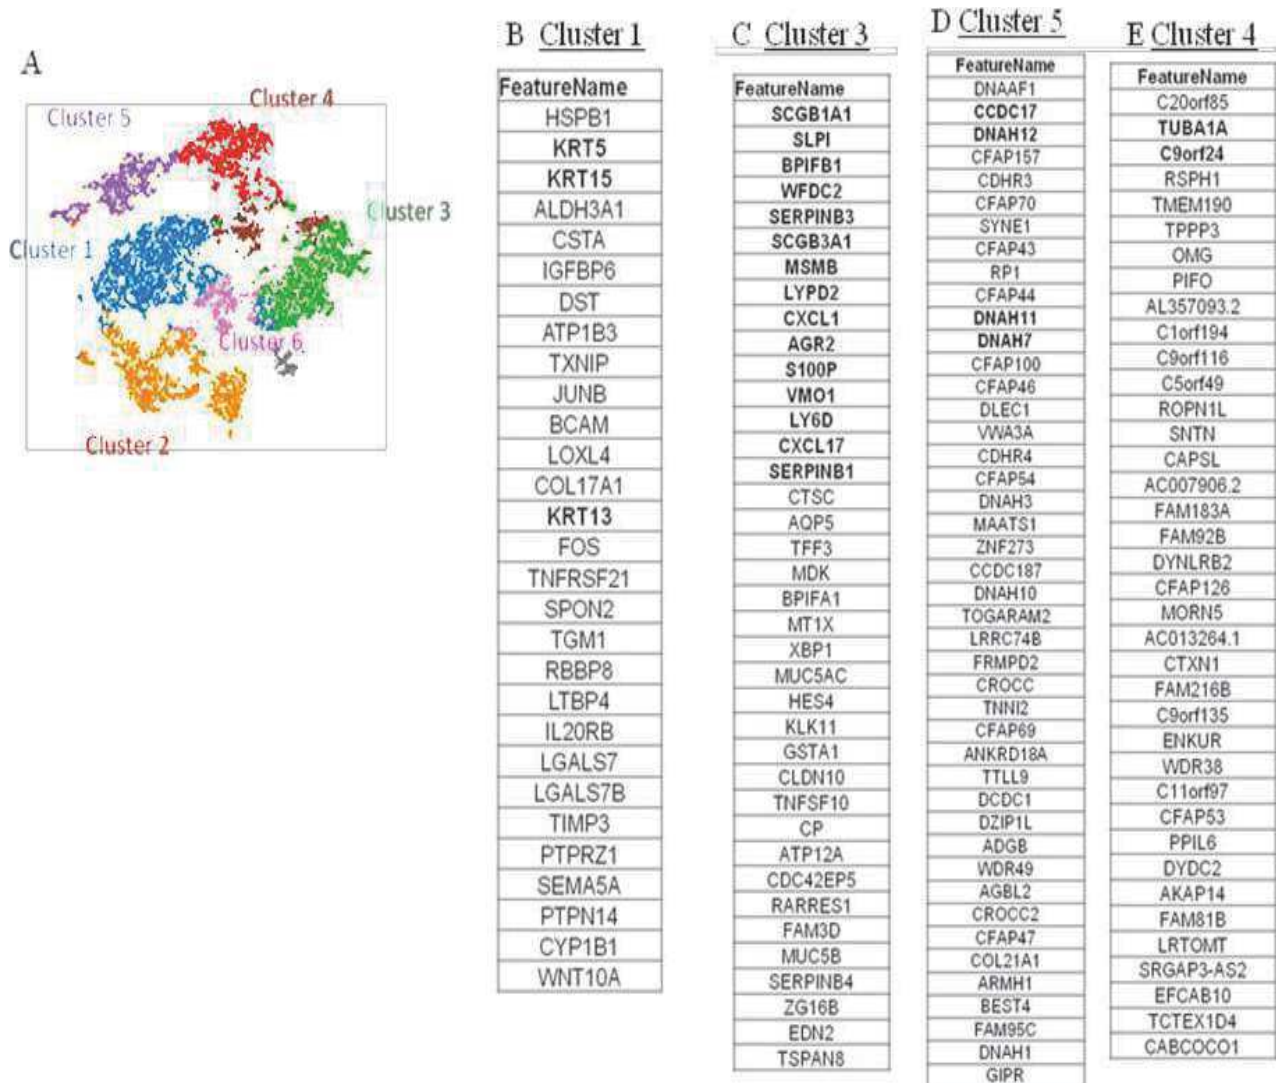 A
Cluster 4
Cluster 5
Cluster 3
Cluster 1
Cluster 6
Cluster 2
B Cluster 1
FeatureName
HSPB1
KRT5
KRT15
ALDH3A1
CSTA
IGFBP6
DST
ATP1B3
TXNIP
JUNB
BCAM
LOXL4
COL17A1
KRT13
FOS
TNFRSF21
SPON2
TGM1
RBBP8
LTBP4
IL20RB
LGALS7
LGALS7B
TIMP3
PTPRZ1
SEMA5A
PTPN14
CYP1B1
WNT10A
C Cluster 3
FeatureName
SCGB1A1
SLPI
BPIFB1
WFDC2
SERPINB3
SCGB3A1
MSMB
LYPD2
CXCL1
AGR2
S100P
VMO1
LY6D
CXCL17
SERPINB1
CTSC
AQP5
TFF3
MDK
BPIFA1
MT1X
XBP1
MUC5AC
HES4
KLK11
GSTA1
CLDN10
TNFSF10
CP
ATP12A
CDC42EP5
RARRES1
FAM3D
MUC5B
SERPINB4
ZG16B
EDN2
TSPAN8
D Cluster 5
FeatureName
DNAAF1
CCDC17
DNAH12
CFAP157
CDHR3
CFAP70
SYNE1
CFAP43
RP1
CFAP44
DNAH11
DNAH7
CFAP100
CFAP46
DLEC1
VWA3A
CDHR4
CFAP54
DNAH3
MAATS1
ZNF273
CCDC187
DNAH10
TOGARAM2
LRRC74B
FRMPD2
CROCC
TNNI2
CFAP69
ANKRD18A
TTLL9
DCDC1
DZIP1L
ADGB
WDR49
AGBL2
CROCC2
CFAP47
COL21A1
ARMH1
BEST4
FAM95C
DNAH1
GIPR
E Cluster 4
FeatureName
C20orf85
TUBA1A
C9orf24
RSPH1
TMEM190
TPPP3
OMG
PIFO
AL357093.2
C1orf194
C9orf116
C5orf49
ROPN1L
SNTN
CAPSL
AC007906.2
FAM183A
FAM92B
DYNLRB2
CFAP126
MORN5
AC013264.1
CTXN1
FAM216B
C9orf135
ENKUR
WDR38
C11orf97
CFAP53
PPIL6
DYDC2
AKAP14
FAM81B
LRTOMT
SRGAP3-AS2
EFCAB10
TCTEX1D4
CABCOCO1